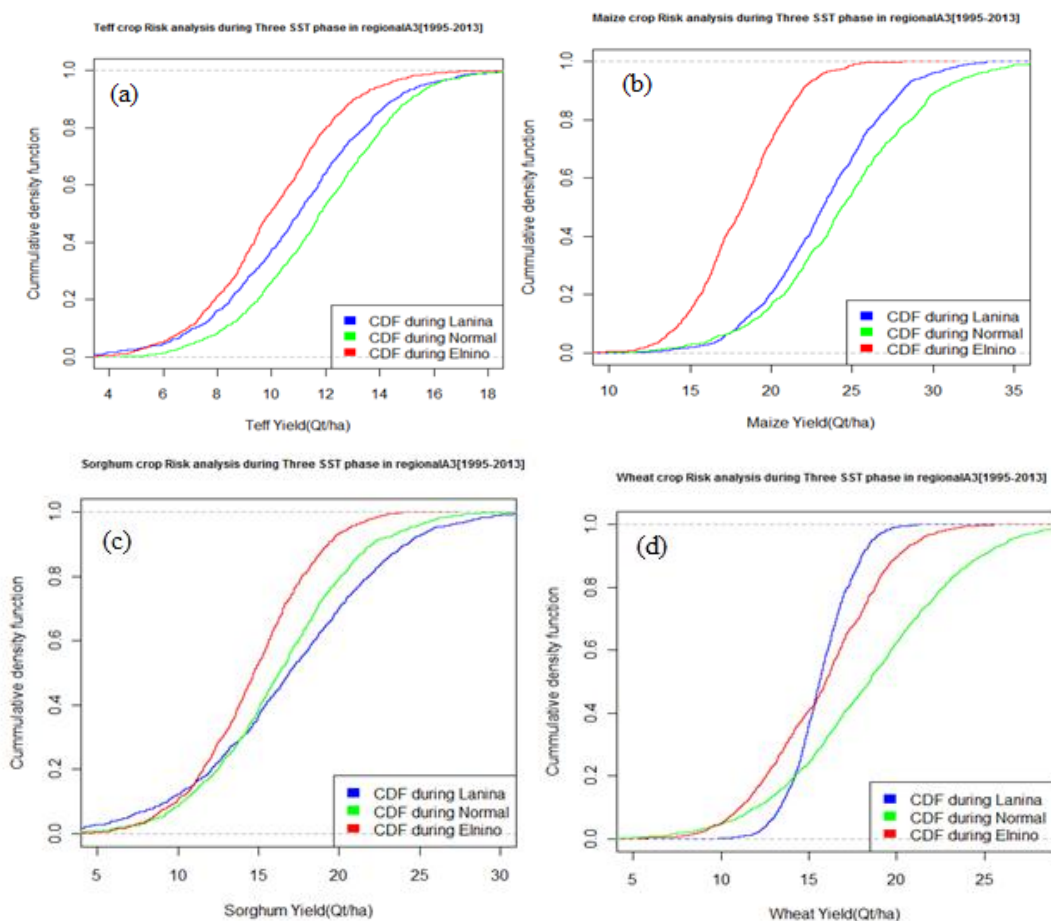 Teff crop Risk analysis during Three SST phase in regionalA3[1995-2013]
(a)
Cummulative density function
0.0 0.2 0.4 0.6 0.8 1.0
CDF during Lanina
CDF during Normal
CDF during Elnino
4 6 8 10 12 14 16 18
Teff Yield(Qt/ha)
Maize crop Risk analysis during Three SST phase in regionalA3[1995-2013]
(b)
Cummulative density function
0.0 0.2 0.4 0.6 0.8 1.0
CDF during Lanina
CDF during Normal
CDF during Elnino
10 15 20 25 30 35
Maize Yield(Qt/ha)
Sorghum crop Risk analysis during Three SST phase in regionalA3[1995-2013]
(c)
Cummulative density function
0.0 0.2 0.4 0.6 0.8 1.0
CDF during Lanina
CDF during Normal
CDF during Elnino
5 10 15 20 25 30
Sorghum Yield(Qt/ha)
Wheat crop Risk analysis during Three SST phase in regionalA3[1995-2013]
(d)
Cummulative density function
0.0 0.2 0.4 0.6 0.8 1.0
CDF during Lanina
CDF during Normal
CDF during Elnino
5 10 15 20 25
Wheat Yield(Qt/ha)